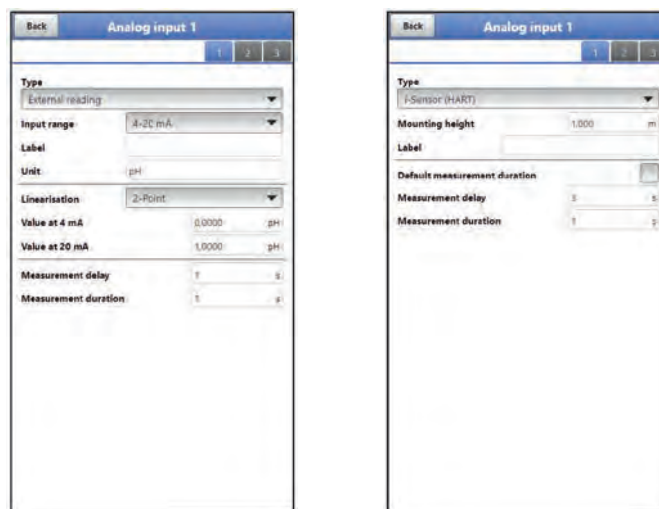 Back Analog input 1
1 2 3
Type
External reading
Input range 4-20 mA
Label
Unit pH
Linearisation 2-Point
Value at 4 mA 0,0000 pH
Value at 20 mA 1,0000 pH
Measurement delay 1 s
Measurement duration 1 s
Back Analog input 1
1 2 3
Type
i-Sensor (HART)
Mounting height 1,000 m
Label
Default measurement duration
Measurement delay s
Measurement duration 1 s